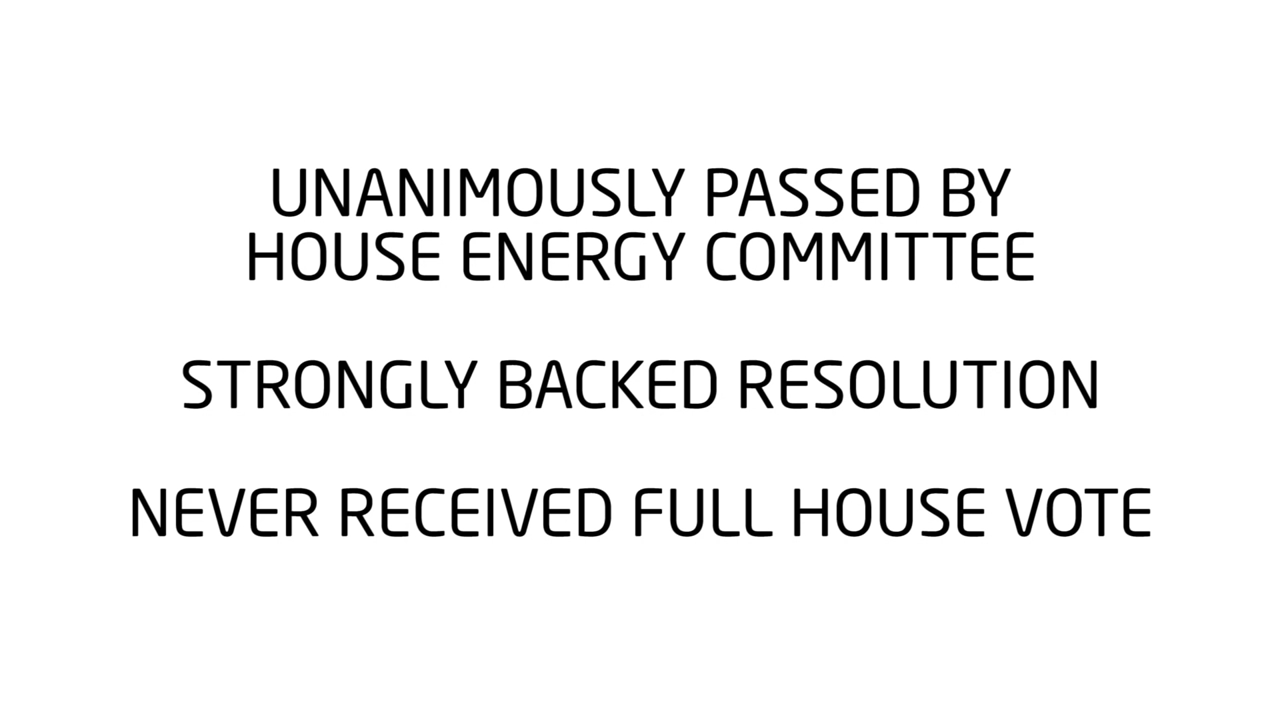 UNANIMOUSLY PASSED BY
HOUSE ENERGY COMMITTEE
STRONGLY BACKED RESOLUTION
NEVER RECEIVED FULL HOUSE VOTE